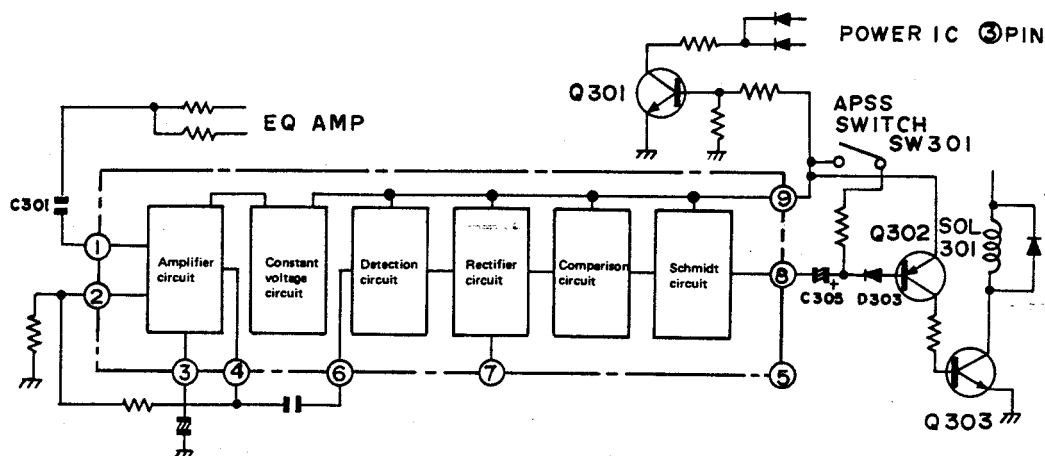 POWER IC ③PIN
Q301
APSS
SWITCH
SW301
EQ AMP
C301
①
②
③
④
⑥
⑦
⑤
⑧
⑨
Amplifier
circuit
Constant
voltage
circuit
Detection
circuit
Rectifier
circuit
Comparison
circuit
Schmidt
circuit
C305
+
D303
Q302
SOL
301
Q303